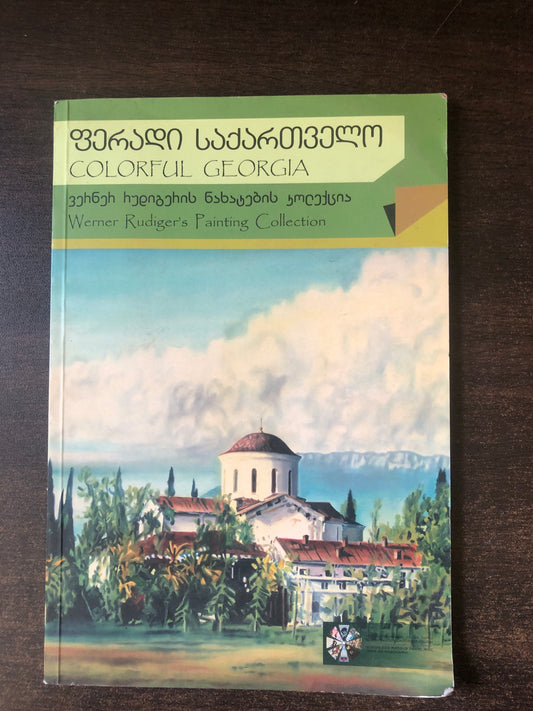 ფერადი საქართველო
COLORFUL GEORGIA
ვერნერ რუდიგერის ნახატების კოლექცია
Werner Rudiger's Painting Collection